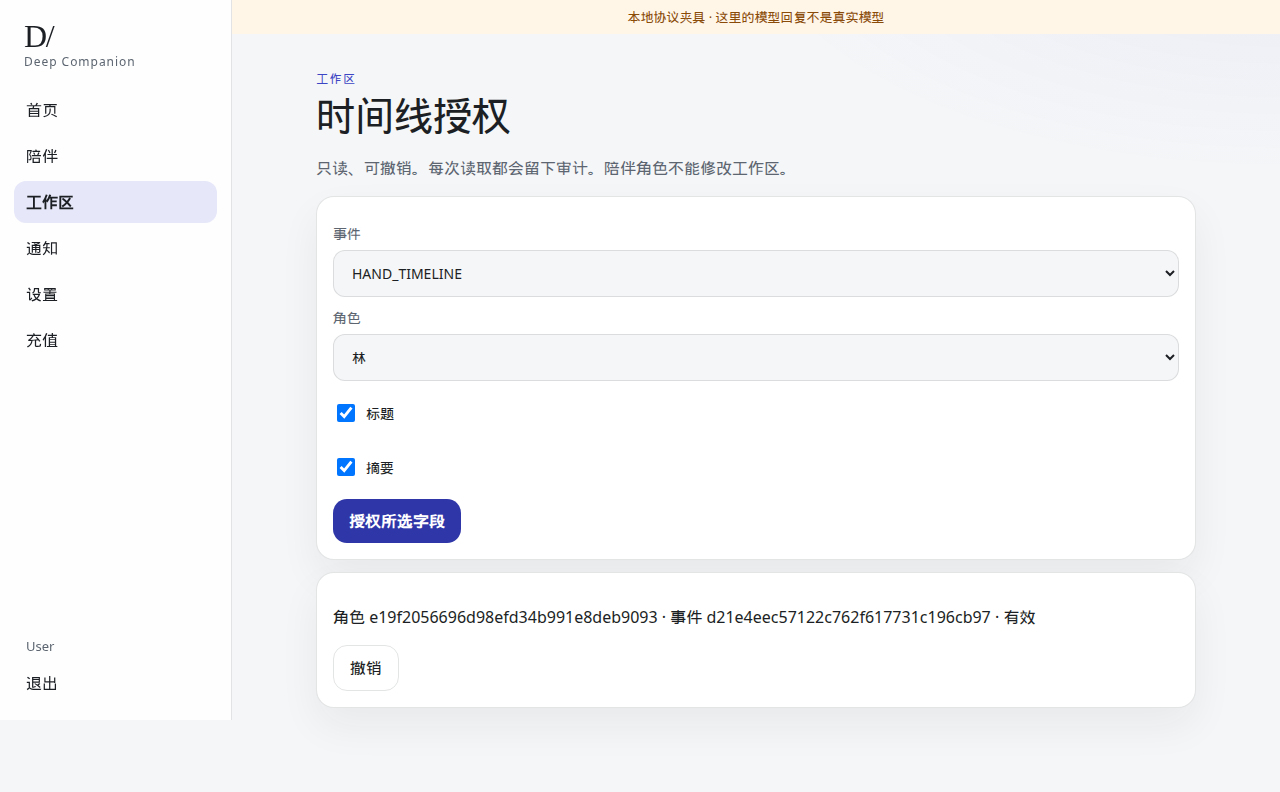 D/
Deep Companion
首页
陪伴
工作区
通知
设置
充值
User
退出
本地协议夹具 · 这里的模型回复不是真实模型
工作区
时间线授权
只读、可撤销。每次读取都会留下审计。陪伴角色不能修改工作区。
事件
HAND_TIMELINE
角色
林
标题
摘要
授权所选字段
角色 e19f2056696d98efd34b991e8deb9093 · 事件 d21e4eec57122c762f617731c196cb97 · 有效
撤销